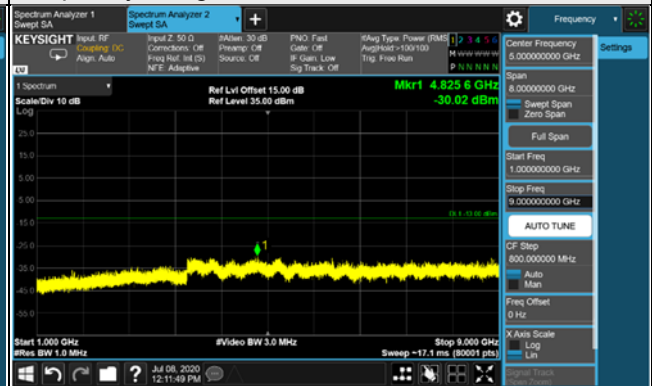 Spectrum Analyzer 1
Swept SA
Spectrum Analyzer 2
Swept SA
+
Frequency
KEYSIGHT
Input: RF
Coupling: DC
Align: Auto
Input Z: 50 Ω
Corrections: Off
Freq Ref: Int (S)
NFE: Adaptive
#Atten: 30 dB
Preamp: Off
Source: Off
PNO: Fast
Gate: Off
IF Gain: Low
Sig Track: Off
#Avg Type: Power (RMS)
Avg|Hold:>100/100
Trig: Free Run
1 2 3 4 5 6
M W W W W W
P N N N N N
LXI
1 Spectrum
Scale/Div 10 dB
Log
Ref Lvl Offset 15.00 dB
Ref Level 35.00 dBm
Mkr1 4.825 6 GHz
-30.02 dBm
25.0
15.0
5.00
-5.00
-15.0
-25.0
-35.0
-45.0
-55.0
DL1 -13.00 dBm
1
Start 1.000 GHz
#Res BW 1.0 MHz
#Video BW 3.0 MHz
Stop 9.000 GHz
Sweep ~17.1 ms (80001 pts)
Jul 08, 2020
12:11:49 PM
?
Center Frequency
5.000000000 GHz
Span
8.00000000 GHz
Swept Span
Zero Span
Full Span
Start Freq
1.000000000 GHz
Stop Freq
9.000000000 GHz
AUTO TUNE
CF Step
800.000000 MHz
Auto
Man
Freq Offset
0 Hz
X Axis Scale
Log
Lin
Signal Track
(Span Zoom)
Settings